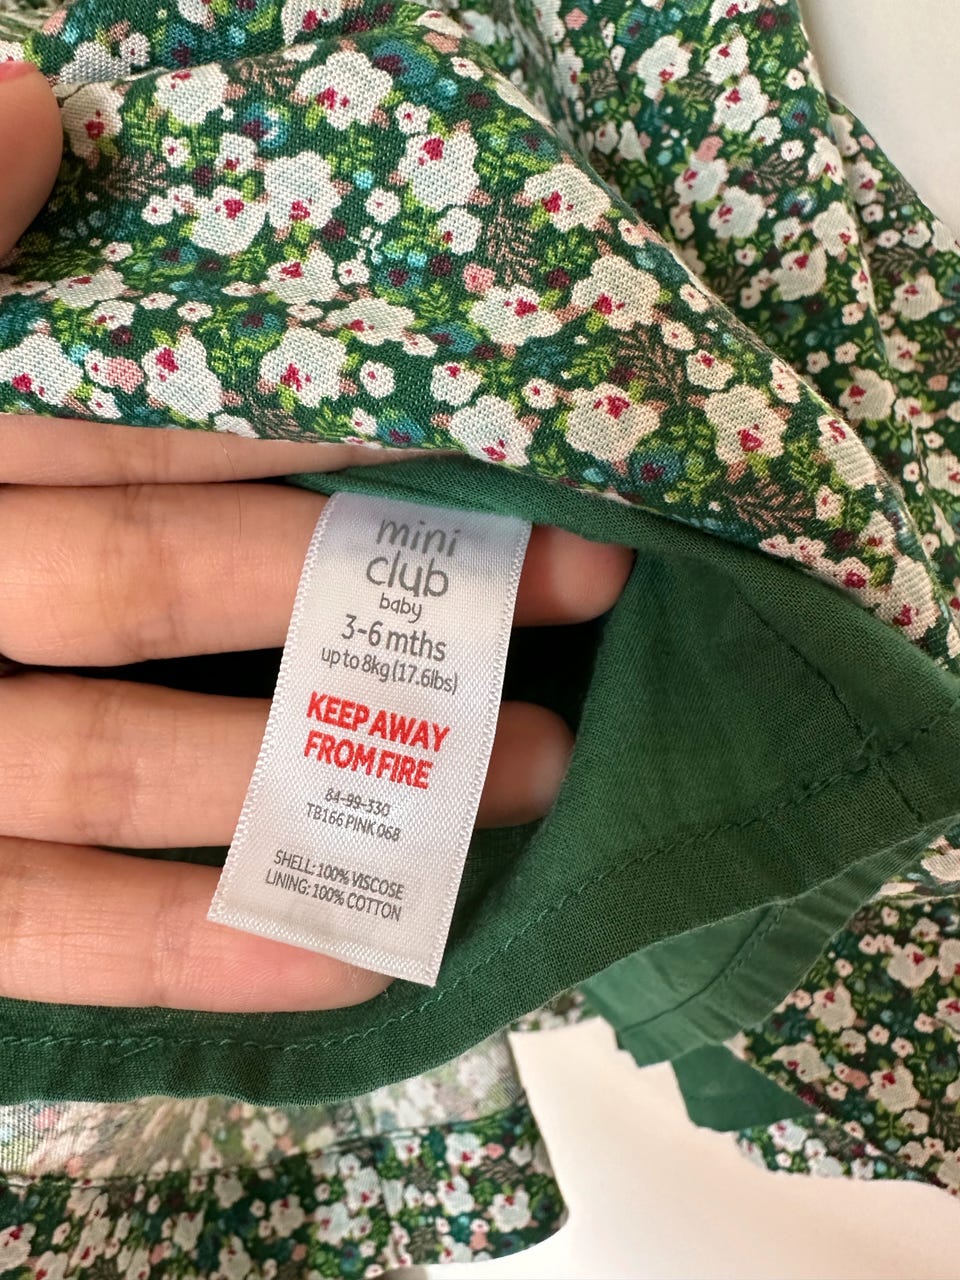 mini
club
baby
3-6 mths
up to 8kg (17.6lbs)
KEEP AWAY
FROM FIRE
84-99-330
TB166 PINK 068
SHELL: 100% VISCOSE
LINING: 100% COTTON